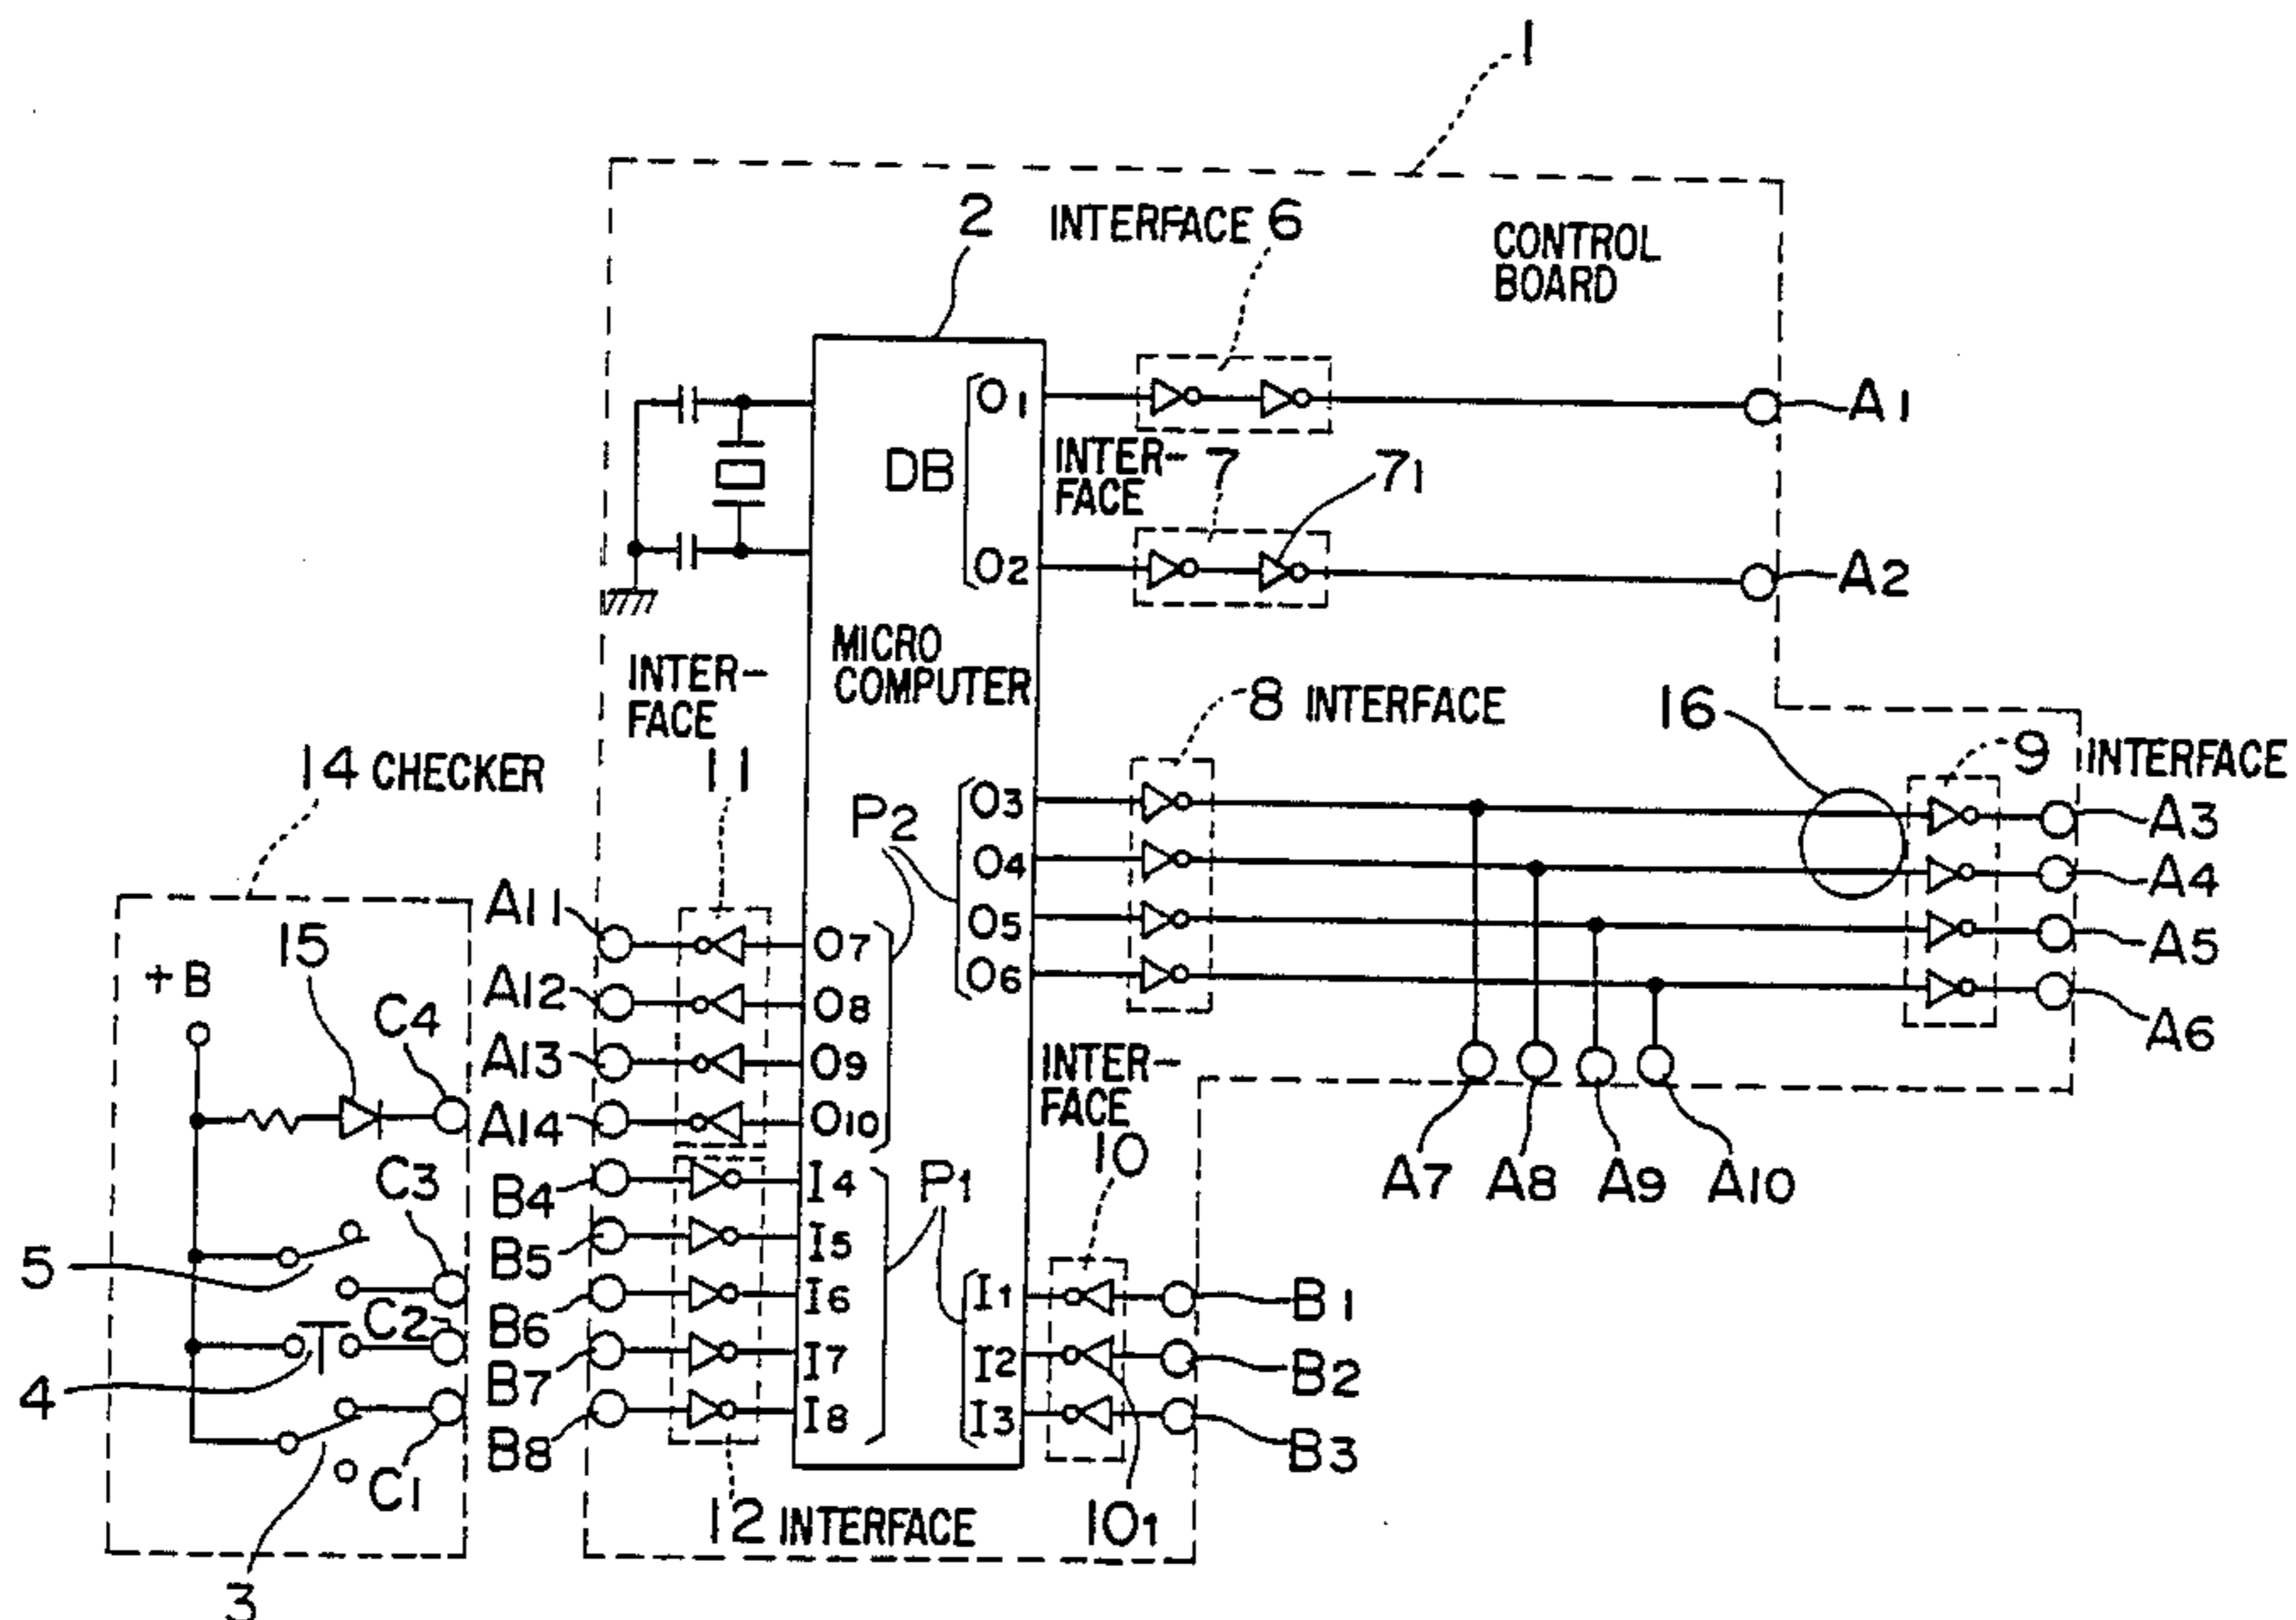 1
2
INTERFACE 6
CONTROL
BOARD
O1
A1
DB
INTER-
FACE
7
71
O2
A2
MICRO
COMPUTER
INTER-
FACE
11
8 INTERFACE
16
9 INTERFACE
14 CHECKER
P2
O3
A3
O4
A4
O5
A5
O6
A6
A11
O7
A12
O8
A13
O9
A14
O10
15
+B
C4
INTER-
FACE
10
A7
A8
A9
A10
C3
B4
I4
P1
B5
I5
5
B6
I6
I1
B1
C2
B7
I7
I2
B2
4
B8
I8
I3
B3
C1
12 INTERFACE
101
3